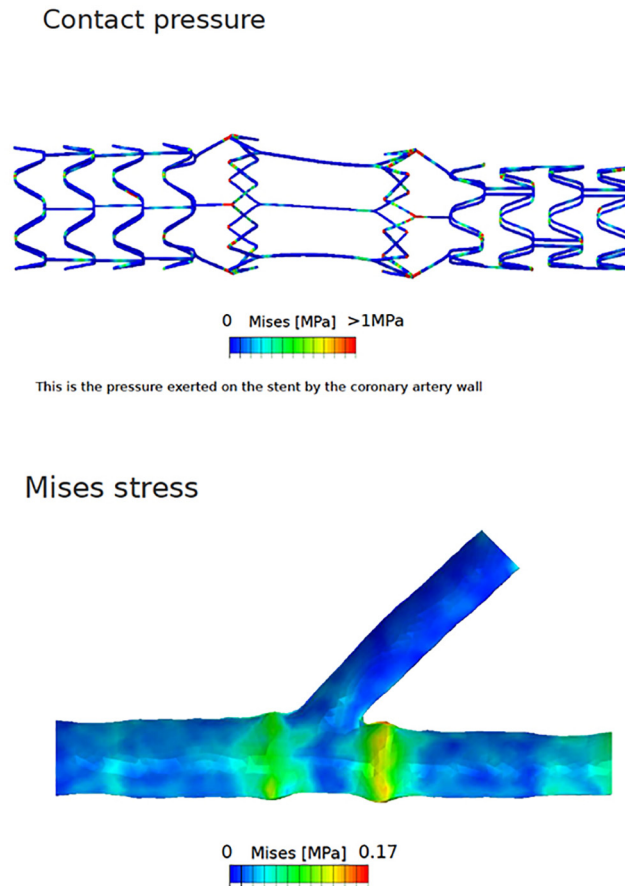 Contact pressure
0 Mises [MPa] >1MPa
This is the pressure exerted on the stent by the coronary artery wall
Mises stress
0 Mises [MPa] 0.17